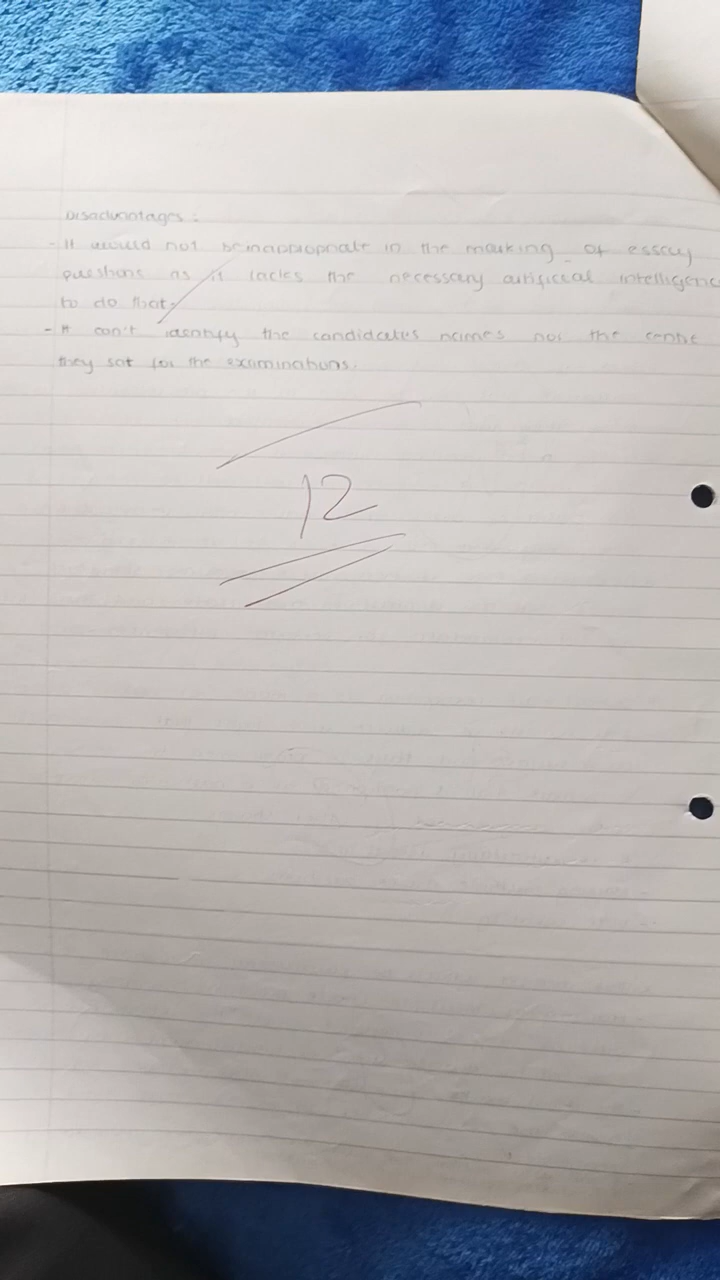 Disadvantages :
- It would not be inappropriate in the marking of essay
questions as it lacks the necessary artificial intelligence
to do that.
- It can't identify the candidates names nor the centre
they sat for the examinations.
12